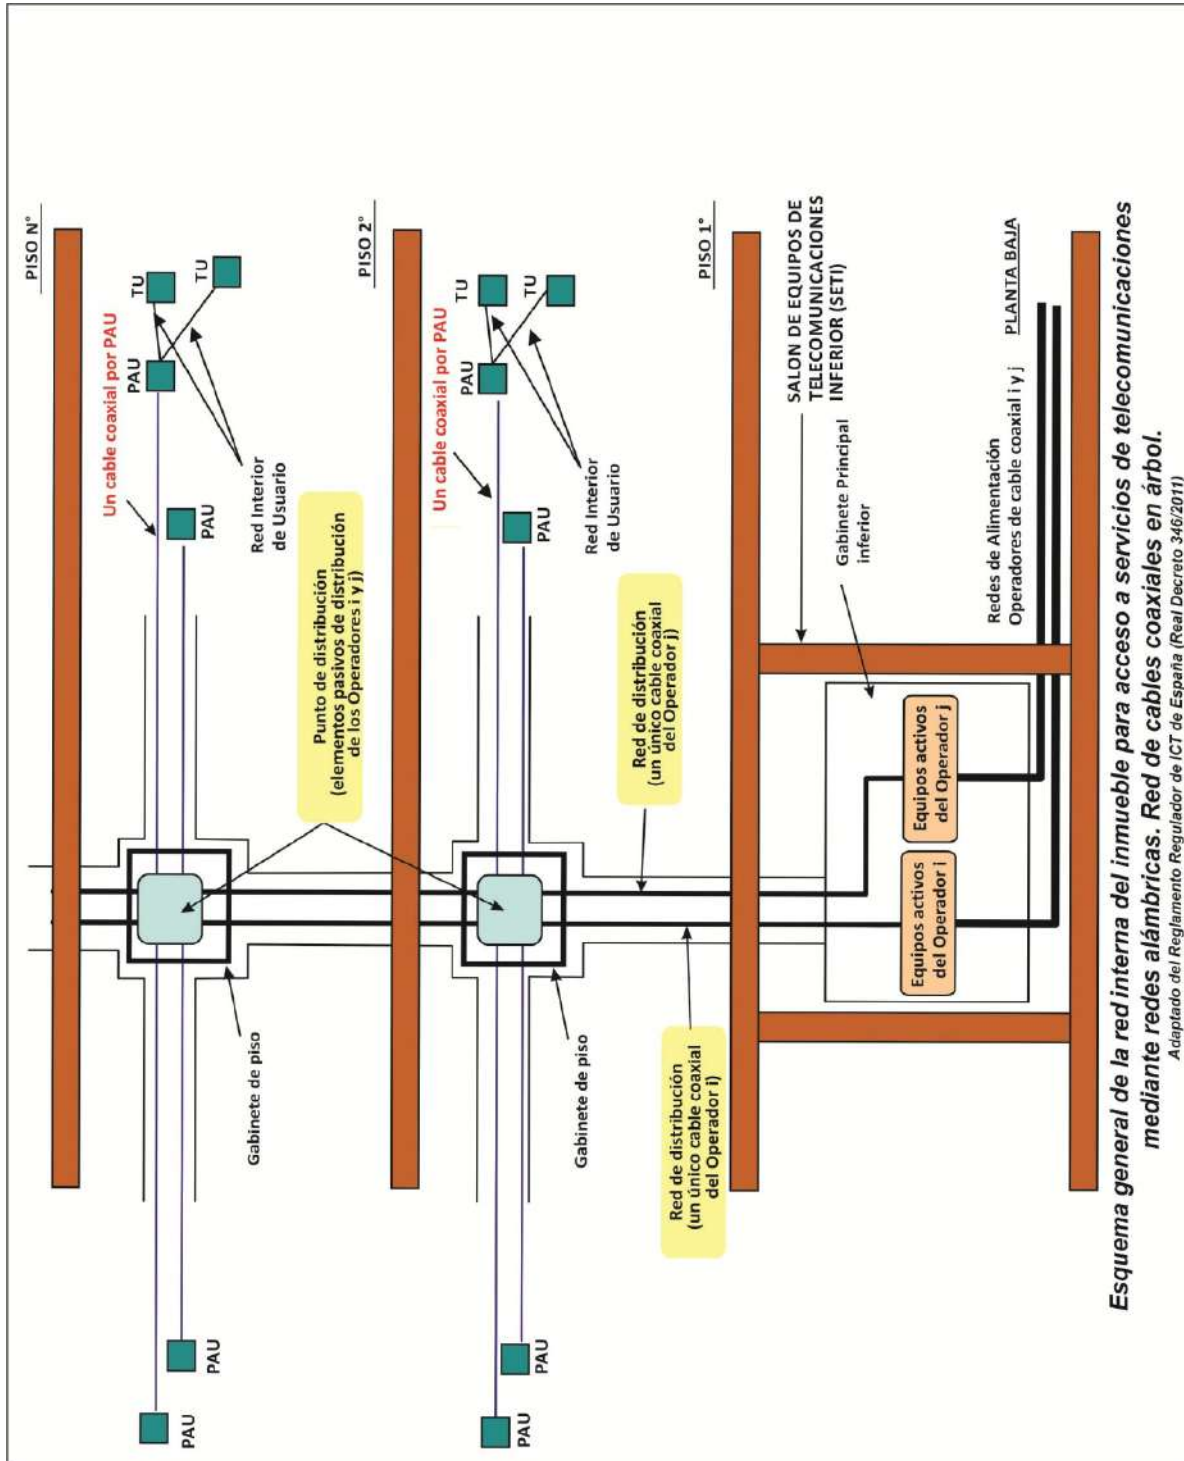 PISO N°
Un cable coaxial por PAU
TU
TU
PAU
PAU
Red Interior
de Usuario
Punto de distribución
(elementos pasivos de distribución
de los Operadores i y j)
Gabinete de piso
PAU
PAU
PISO 2°
Un cable coaxial por PAU
TU
TU
PAU
PAU
Red Interior
de Usuario
Red de distribución
(un único cable coaxial
del Operador j)
Gabinete de piso
PAU
PAU
Red de distribución
(un único cable coaxial
del Operador i)
PISO 1°
SALON DE EQUIPOS DE
TELECOMUNICACIONES
INFERIOR (SETI)
Gabinete Principal
inferior
Equipos activos
del Operador i
Equipos activos
del Operador j
Redes de Alimentación
Operadores de cable coaxial i y j
PLANTA BAJA
Esquema general de la red interna del inmueble para acceso a servicios de telecomunicaciones
mediante redes alámbricas. Red de cables coaxiales en árbol.
Adaptado del Reglamento Regulador de ICT de España (Real Decreto 346/2011)